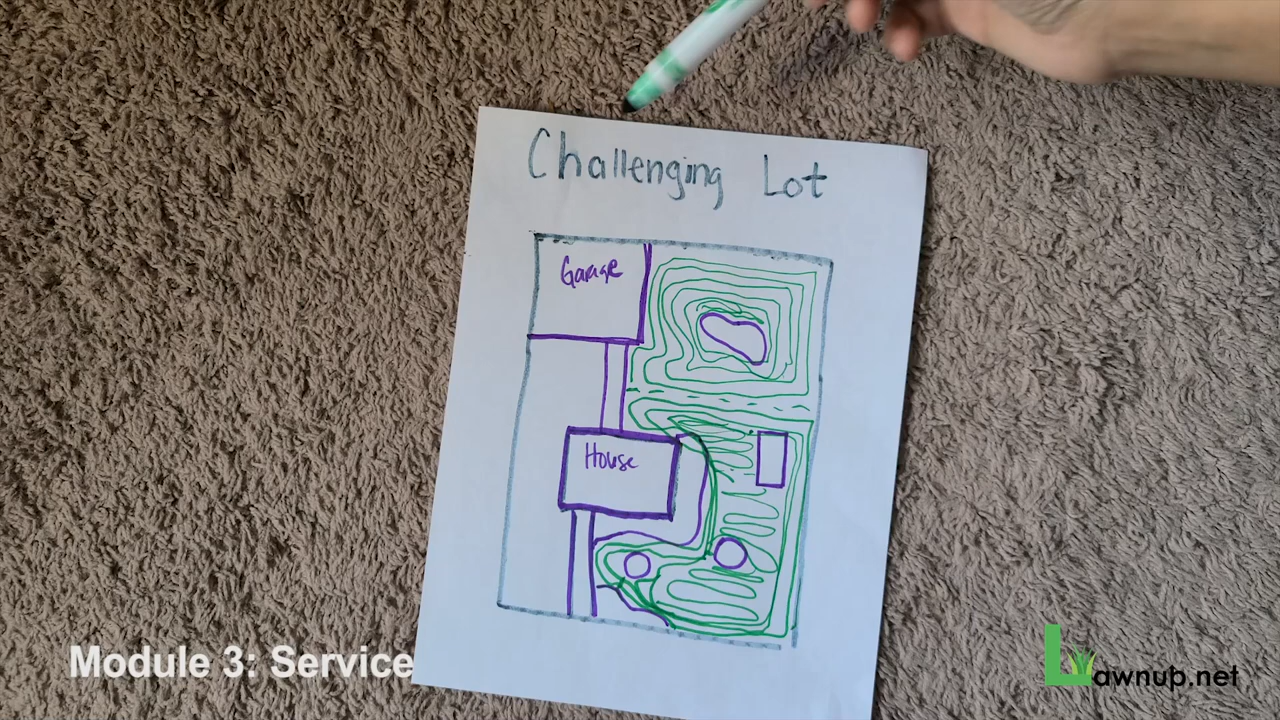 Challenging Lot
Garage
House
Module 3: Service
Lawnup.net